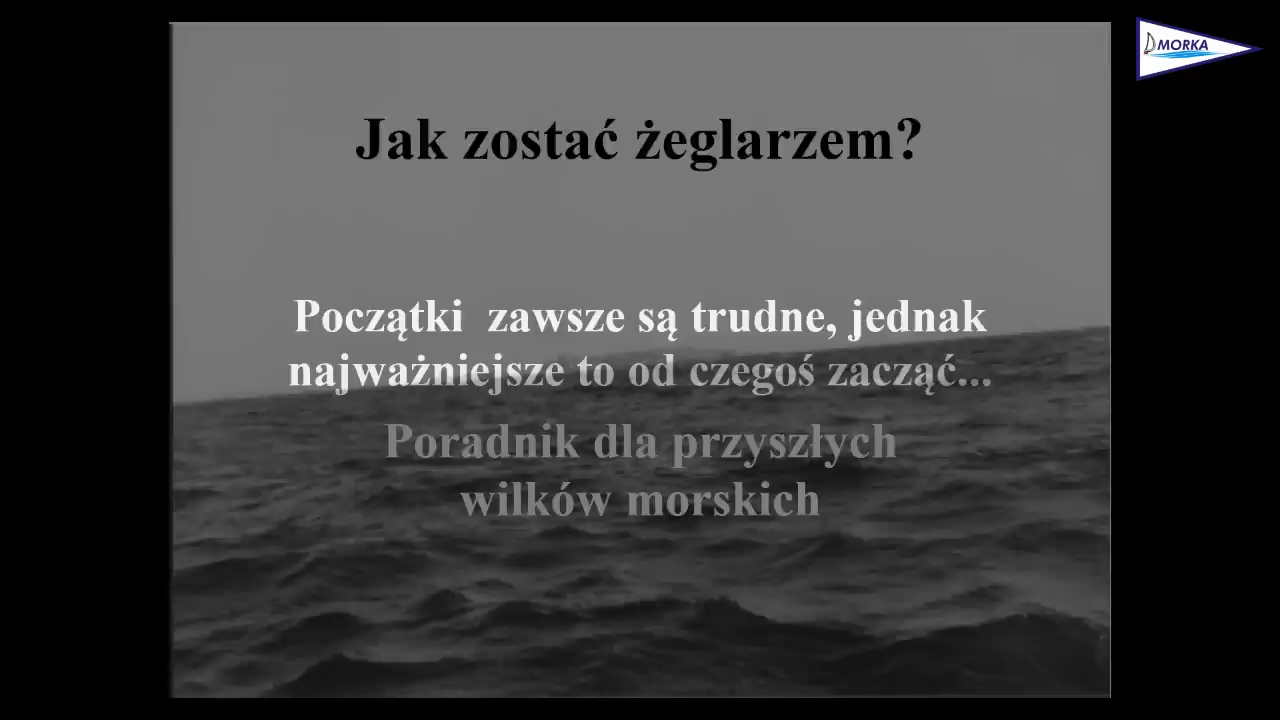 MORKA
Jak zostać żeglarzem?
Początki zawsze są trudne, jednak
najważniejsze to od czegoś zacząć...
Poradnik dla przyszłych
wilków morskich